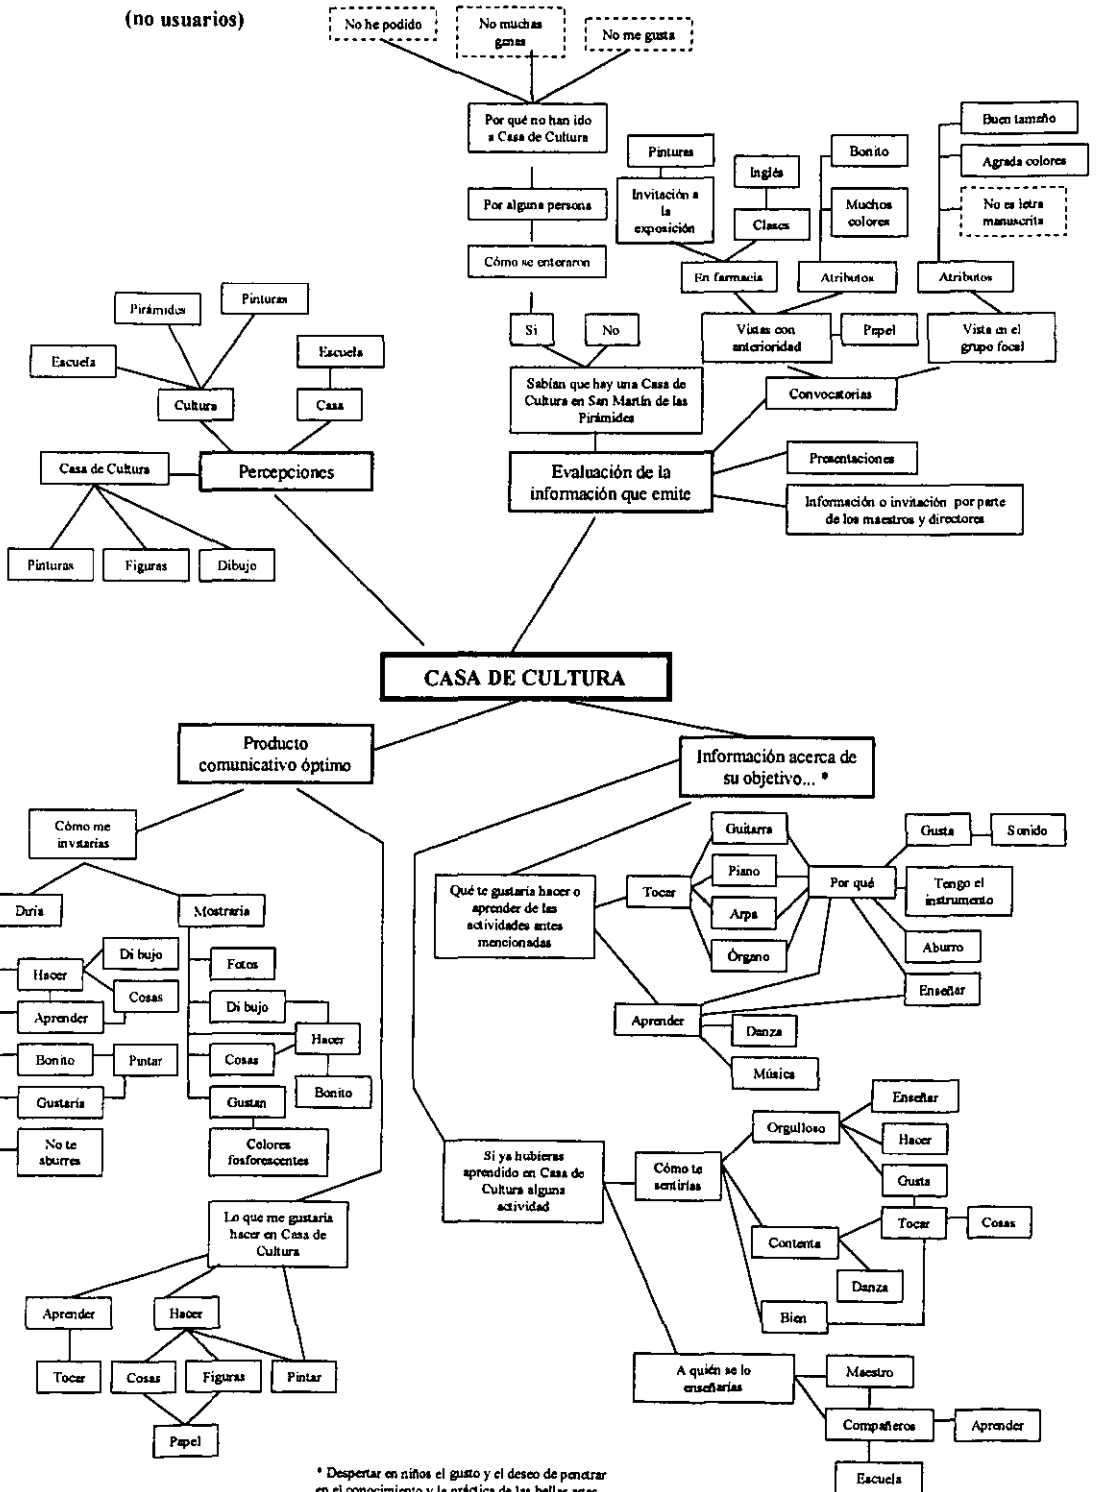 (no usuarios)
No he podido
No muchas
ganas
No me gusta
Por qué no han ido
a Casa de Cultura
Por alguna persona
Cómo se enteraron
Si
No
Sabían que hay una Casa de
Cultura en San Martín de las
Pirámides
Pinturas
Invitación a
la
exposición
Inglés
Clases
En farmacia
Bonito
Muchos
colores
Atributos
Buen tamaño
Agrada colores
No es letra
manuscrita
Atributos
Vistas con
anterioridad
Papel
Vista en el
grupo focal
Convocatorias
Evaluación de la
información que emite
Presentaciones
Información o invitación por parte
de los maestros y directores
Pirámides
Pinturas
Escuela
Cultura
Escuela
Casa
Casa de Cultura
Percepciones
Pinturas
Figuras
Dibujo
CASA DE CULTURA
Producto
comunicativo óptimo
Cómo me
invitarías
Diría
Mostraría
Hacer
Di bujo
Cosas
Aprender
Bonito
Pintar
Gustaría
No te
aburres
Fotos
Di bujo
Hacer
Cosas
Bonito
Gustan
Colores
fosforescentes
Lo que me gustaría
hacer en Casa de
Cultura
Aprender
Hacer
Tocar
Cosas
Figuras
Pintar
Papel
Información acerca de
su objetivo... *
Qué te gustaría hacer o
aprender de las
actividades antes
mencionadas
Tocar
Guitarra
Piano
Arpa
Órgano
Por qué
Gusta
Sonido
Tengo el
instrumento
Aburro
Enseñar
Aprender
Danza
Música
Si ya hubieras
aprendido en Casa de
Cultura alguna
actividad
Cómo te
sentirías
Orgulloso
Enseñar
Hacer
Gusta
Contenta
Tocar
Cosas
Danza
Bien
A quién se lo
enseñarías
Maestro
Compañeros
Aprender
Escuela
* Despertar en niños el gusto y el deseo de penetrar
en el conocimiento y la práctica de las bellas artes